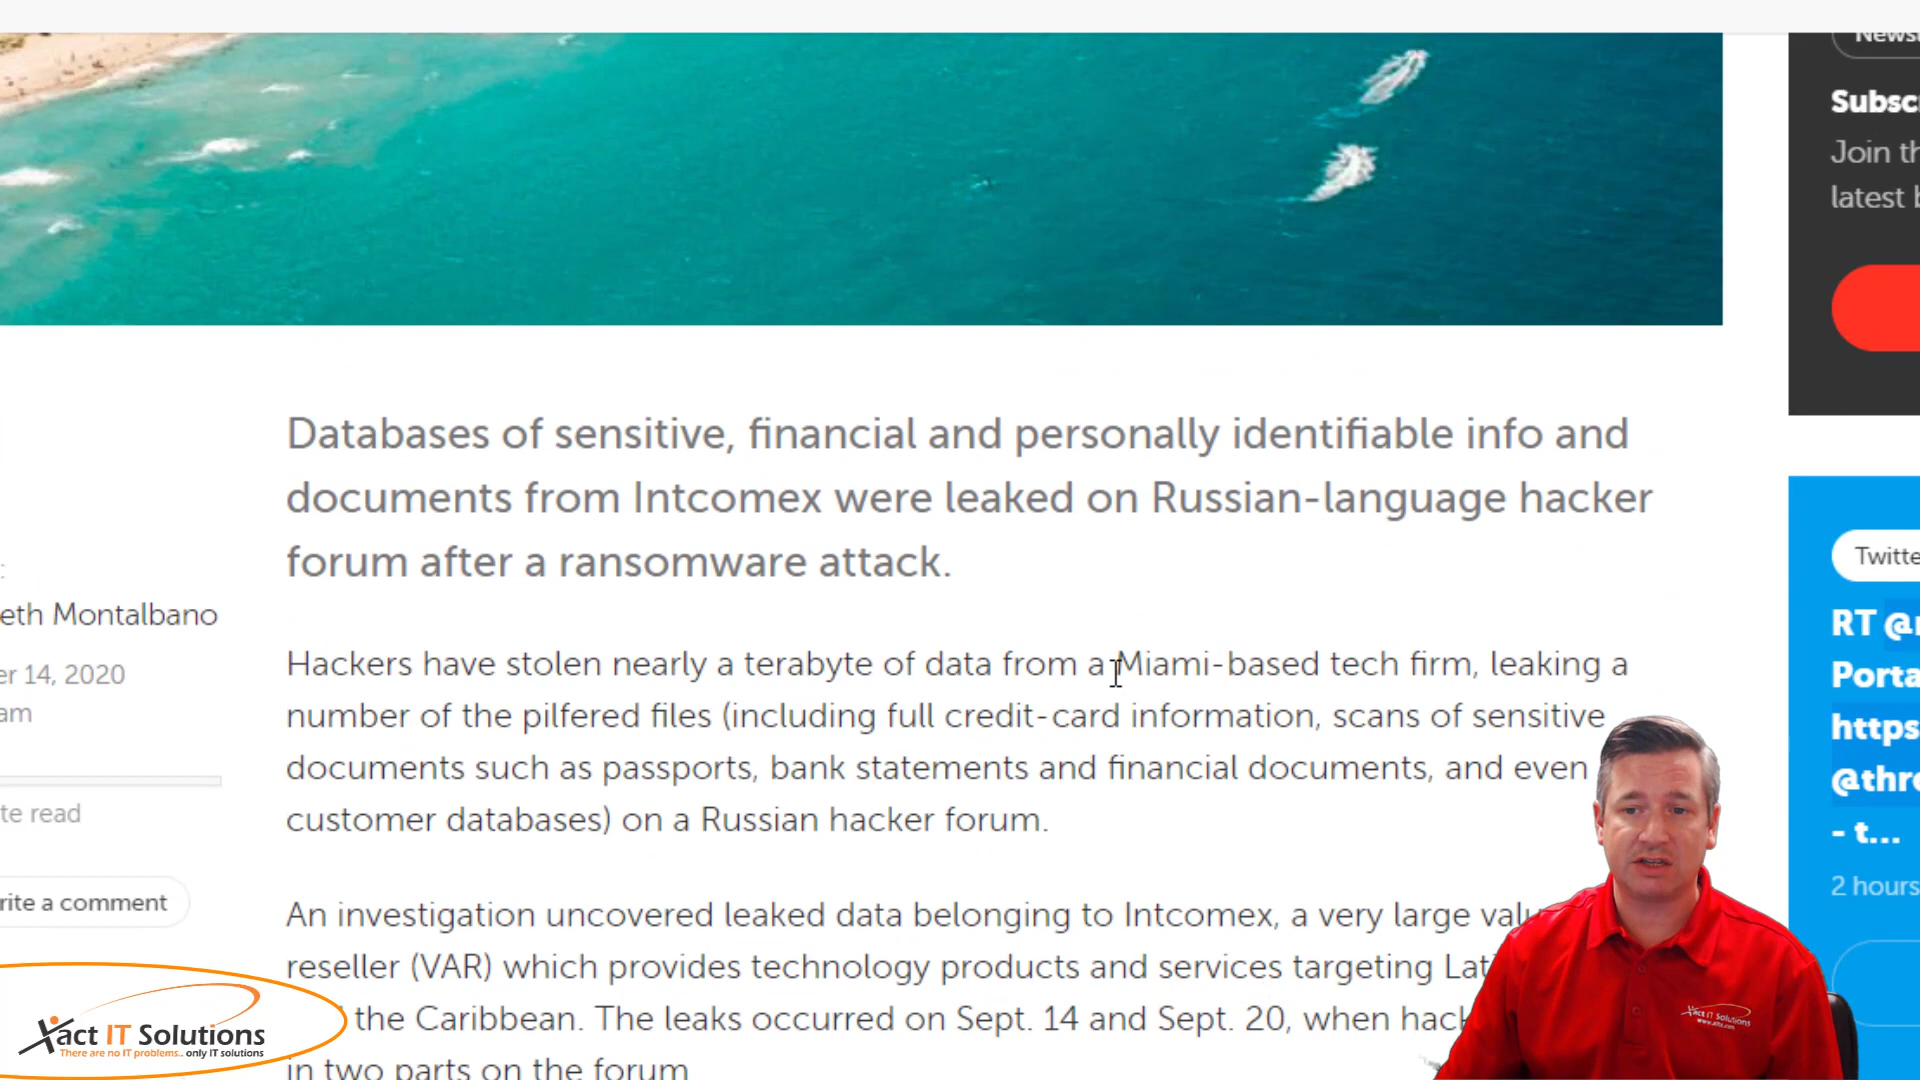 Subsc
Join th
latest b
Databases of sensitive, financial and personally identifiable info and
documents from Intcomex were leaked on Russian-language hacker
forum after a ransomware attack.
eth Montalbano
er 14, 2020
am
te read
rite a comment
Hackers have stolen nearly a terabyte of data from a Miami-based tech firm, leaking a
number of the pilfered files (including full credit-card information, scans of sensitive
documents such as passports, bank statements and financial documents, and even
customer databases) on a Russian hacker forum.
An investigation uncovered leaked data belonging to Intcomex, a very large valu
reseller (VAR) which provides technology products and services targeting Lati
the Caribbean. The leaks occurred on Sept. 14 and Sept. 20, when hack
in two parts on the forum
Twitte
RT @
Porta
https
@thre
- t...
2 hours
Xact IT Solutions
There are no IT problems.. only IT solutions
Xact IT Solutions